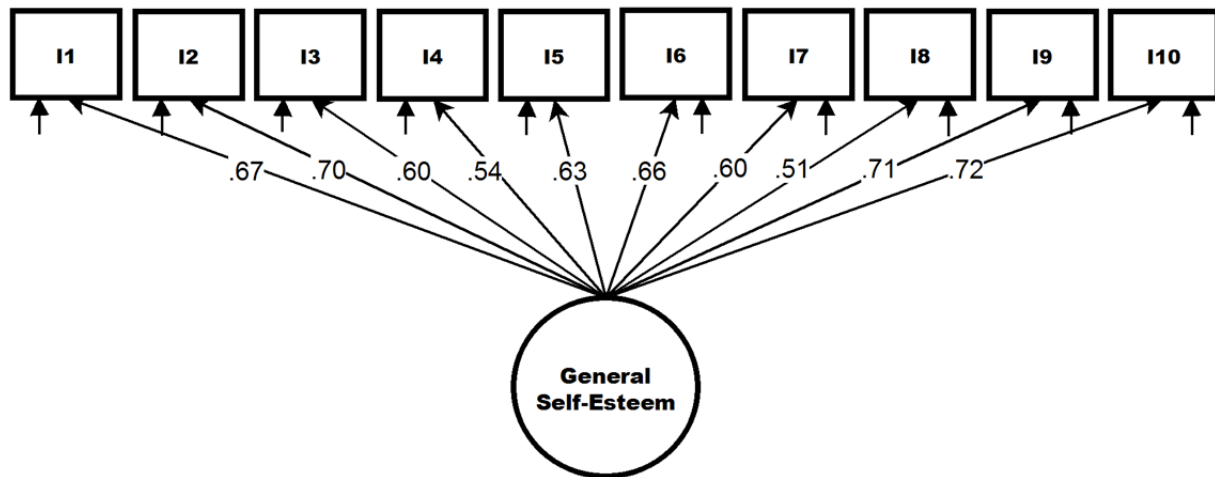 I1 I2 I3 I4 I5 I6 I7 I8 I9 I10
.67 .70 .60 .54 .63 .66 .60 .51 .71 .72
General
Self-Esteem